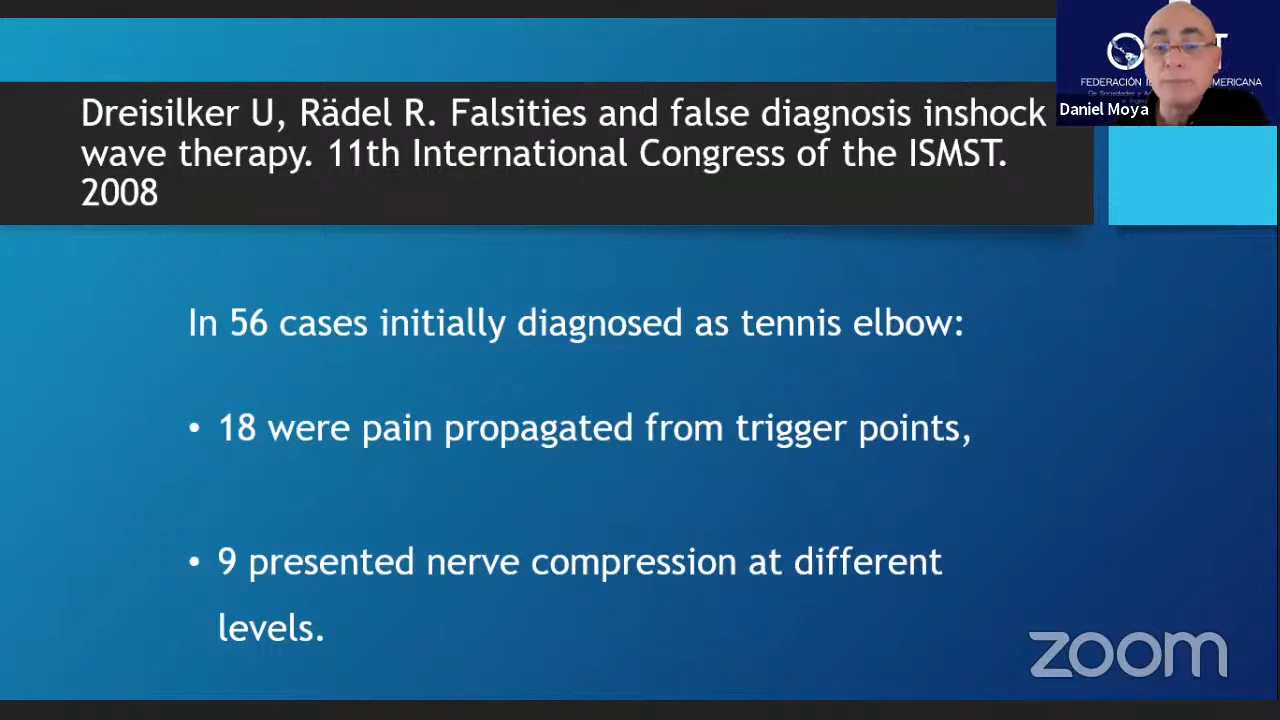 Dreisilker U, Rädel R. Falsities and false diagnosis inshock
wave therapy. 11th International Congress of the ISMST.
2008
FEDERACIÓN
AMERICANA
Daniel Moya
In 56 cases initially diagnosed as tennis elbow:
• 18 were pain propagated from trigger points,
• 9 presented nerve compression at different
levels.
zoom